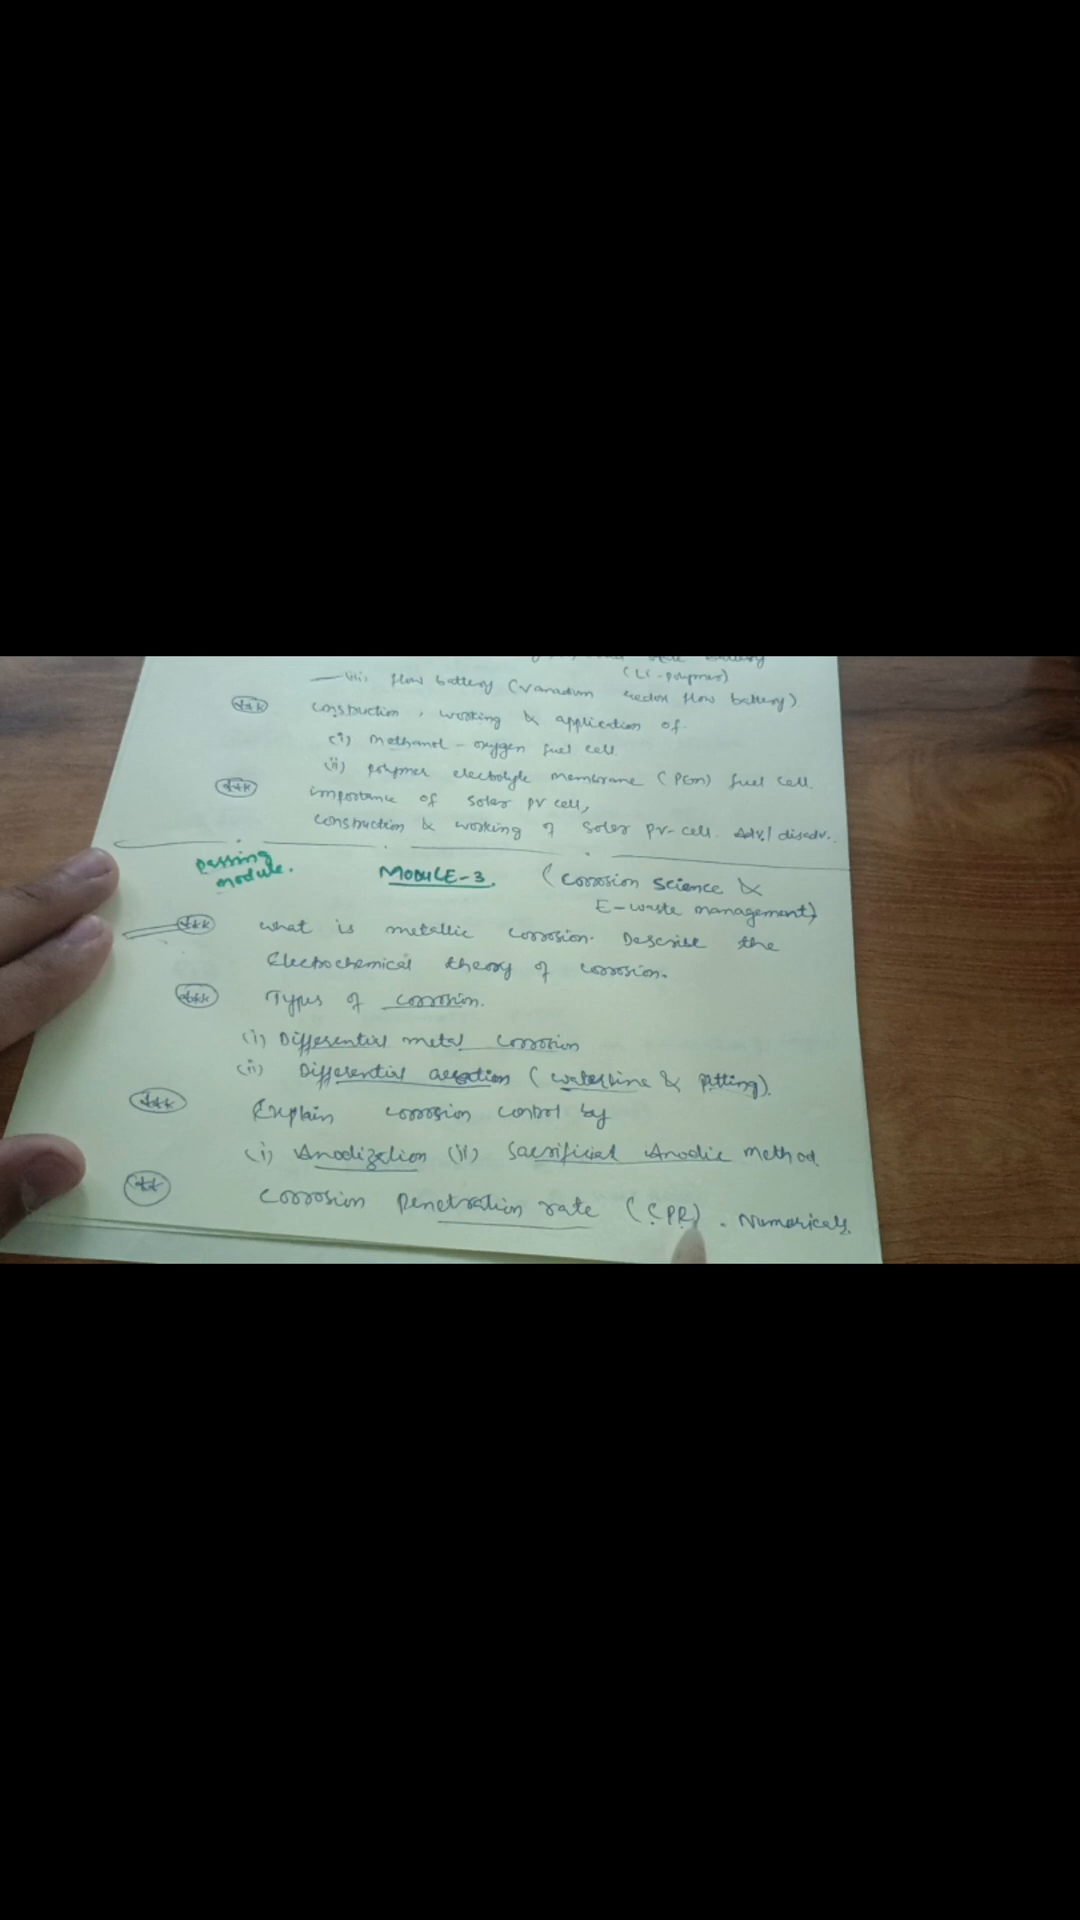 battery
(Li-polymer)
(iii) flow battery (Vanadium redox flow battery)
*** construction, working & application of
(i) Methanol - oxygen fuel cell.
(ii) polymer electrolyte membrane (PEM) fuel cell.
*** importance of solar pv cell,
construction & working of solar pv-cell. Adv./disadv.
passing module.
MODULE-3. (Corrosion Science &
E-waste management)
*** What is metallic corrosion. Describe the
Electrochemical theory of corrosion.
*** Types of corrosion.
(i) Differential metal corrosion
(ii) Differential aeration (waterline & pitting).
*** Explain corrosion control by
(i) Anodization (ii) Sacrificial Anodic method.
** Corrosion Penetration rate (CPR). Numericals.